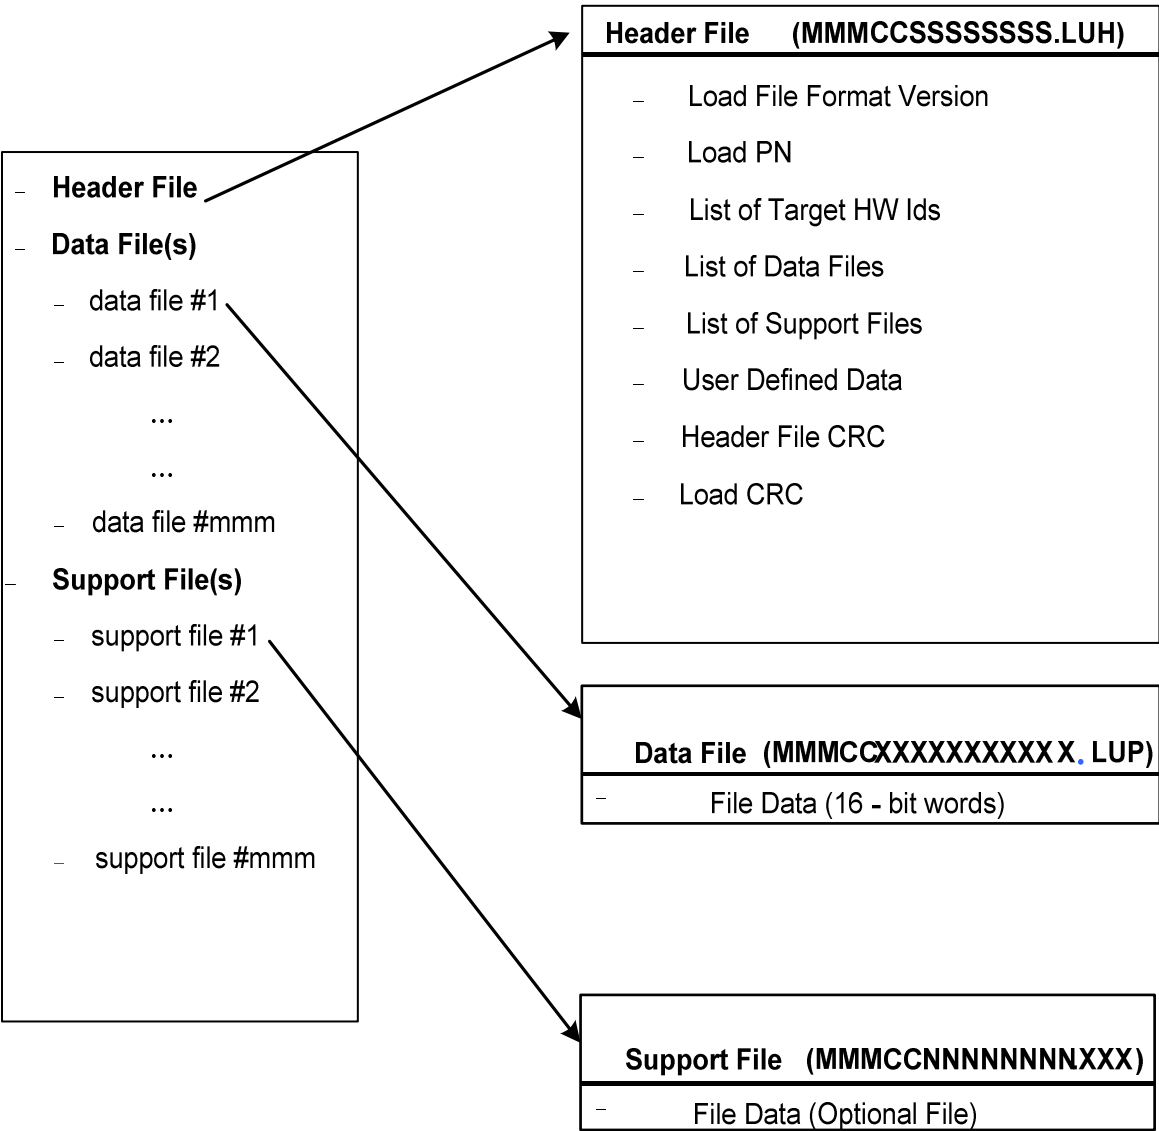 Header File
Data File(s)
data file #1
data file #2
...
...
data file #mmm
Support File(s)
support file #1
support file #2
...
...
support file #mmm
Header File (MMMCCSSSSSSSS.LUH)
Load File Format Version
Load PN
List of Target HW Ids
List of Data Files
List of Support Files
User Defined Data
Header File CRC
Load CRC
Data File (MMMCCXXXXXXXXXXX. LUP)
File Data (16 - bit words)
Support File (MMMCCNNNNNNNN.XXX)
File Data (Optional File)